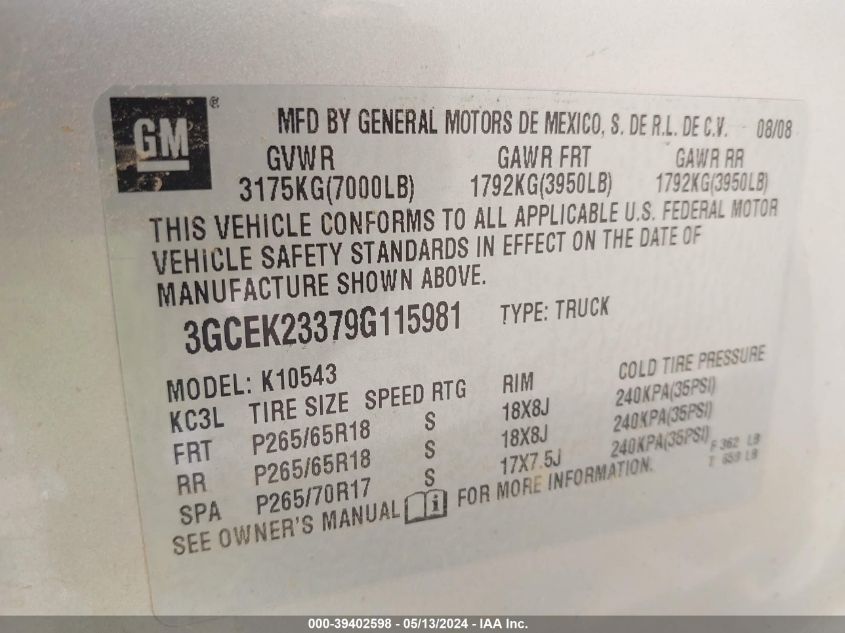 GM ® MFD BY GENERAL MOTORS DE MEXICO, S. DE R.L. DE C.V. 08/08
GVWR GAWR FRT GAWR RR
3175KG(7000LB) 1792KG(3950LB) 1792KG(3950LB)
THIS VEHICLE CONFORMS TO ALL APPLICABLE U.S. FEDERAL MOTOR
VEHICLE SAFETY STANDARDS IN EFFECT ON THE DATE OF
MANUFACTURE SHOWN ABOVE.
3GCEK23379G115981 TYPE: TRUCK
MODEL: K10543
KC3L TIRE SIZE SPEED RTG RIM COLD TIRE PRESSURE
FRT P265/65R18 S 18X8J 240KPA(35PSI)
RR P265/65R18 S 18X8J 240KPA(35PSI)
SPA P265/70R17 S 17X7.5J 240KPA(35PSI)
F 362 LB
SEE OWNER'S MANUAL FOR MORE INFORMATION. T LB
000-39402598 - 05/13/2024 - IAA Inc.